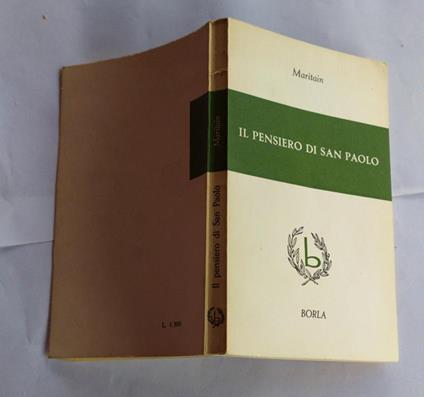 Maritain
IL PENSIERO DI SAN PAOLO
b
BORLA
Maritain
Il pensiero di San Paolo
L.